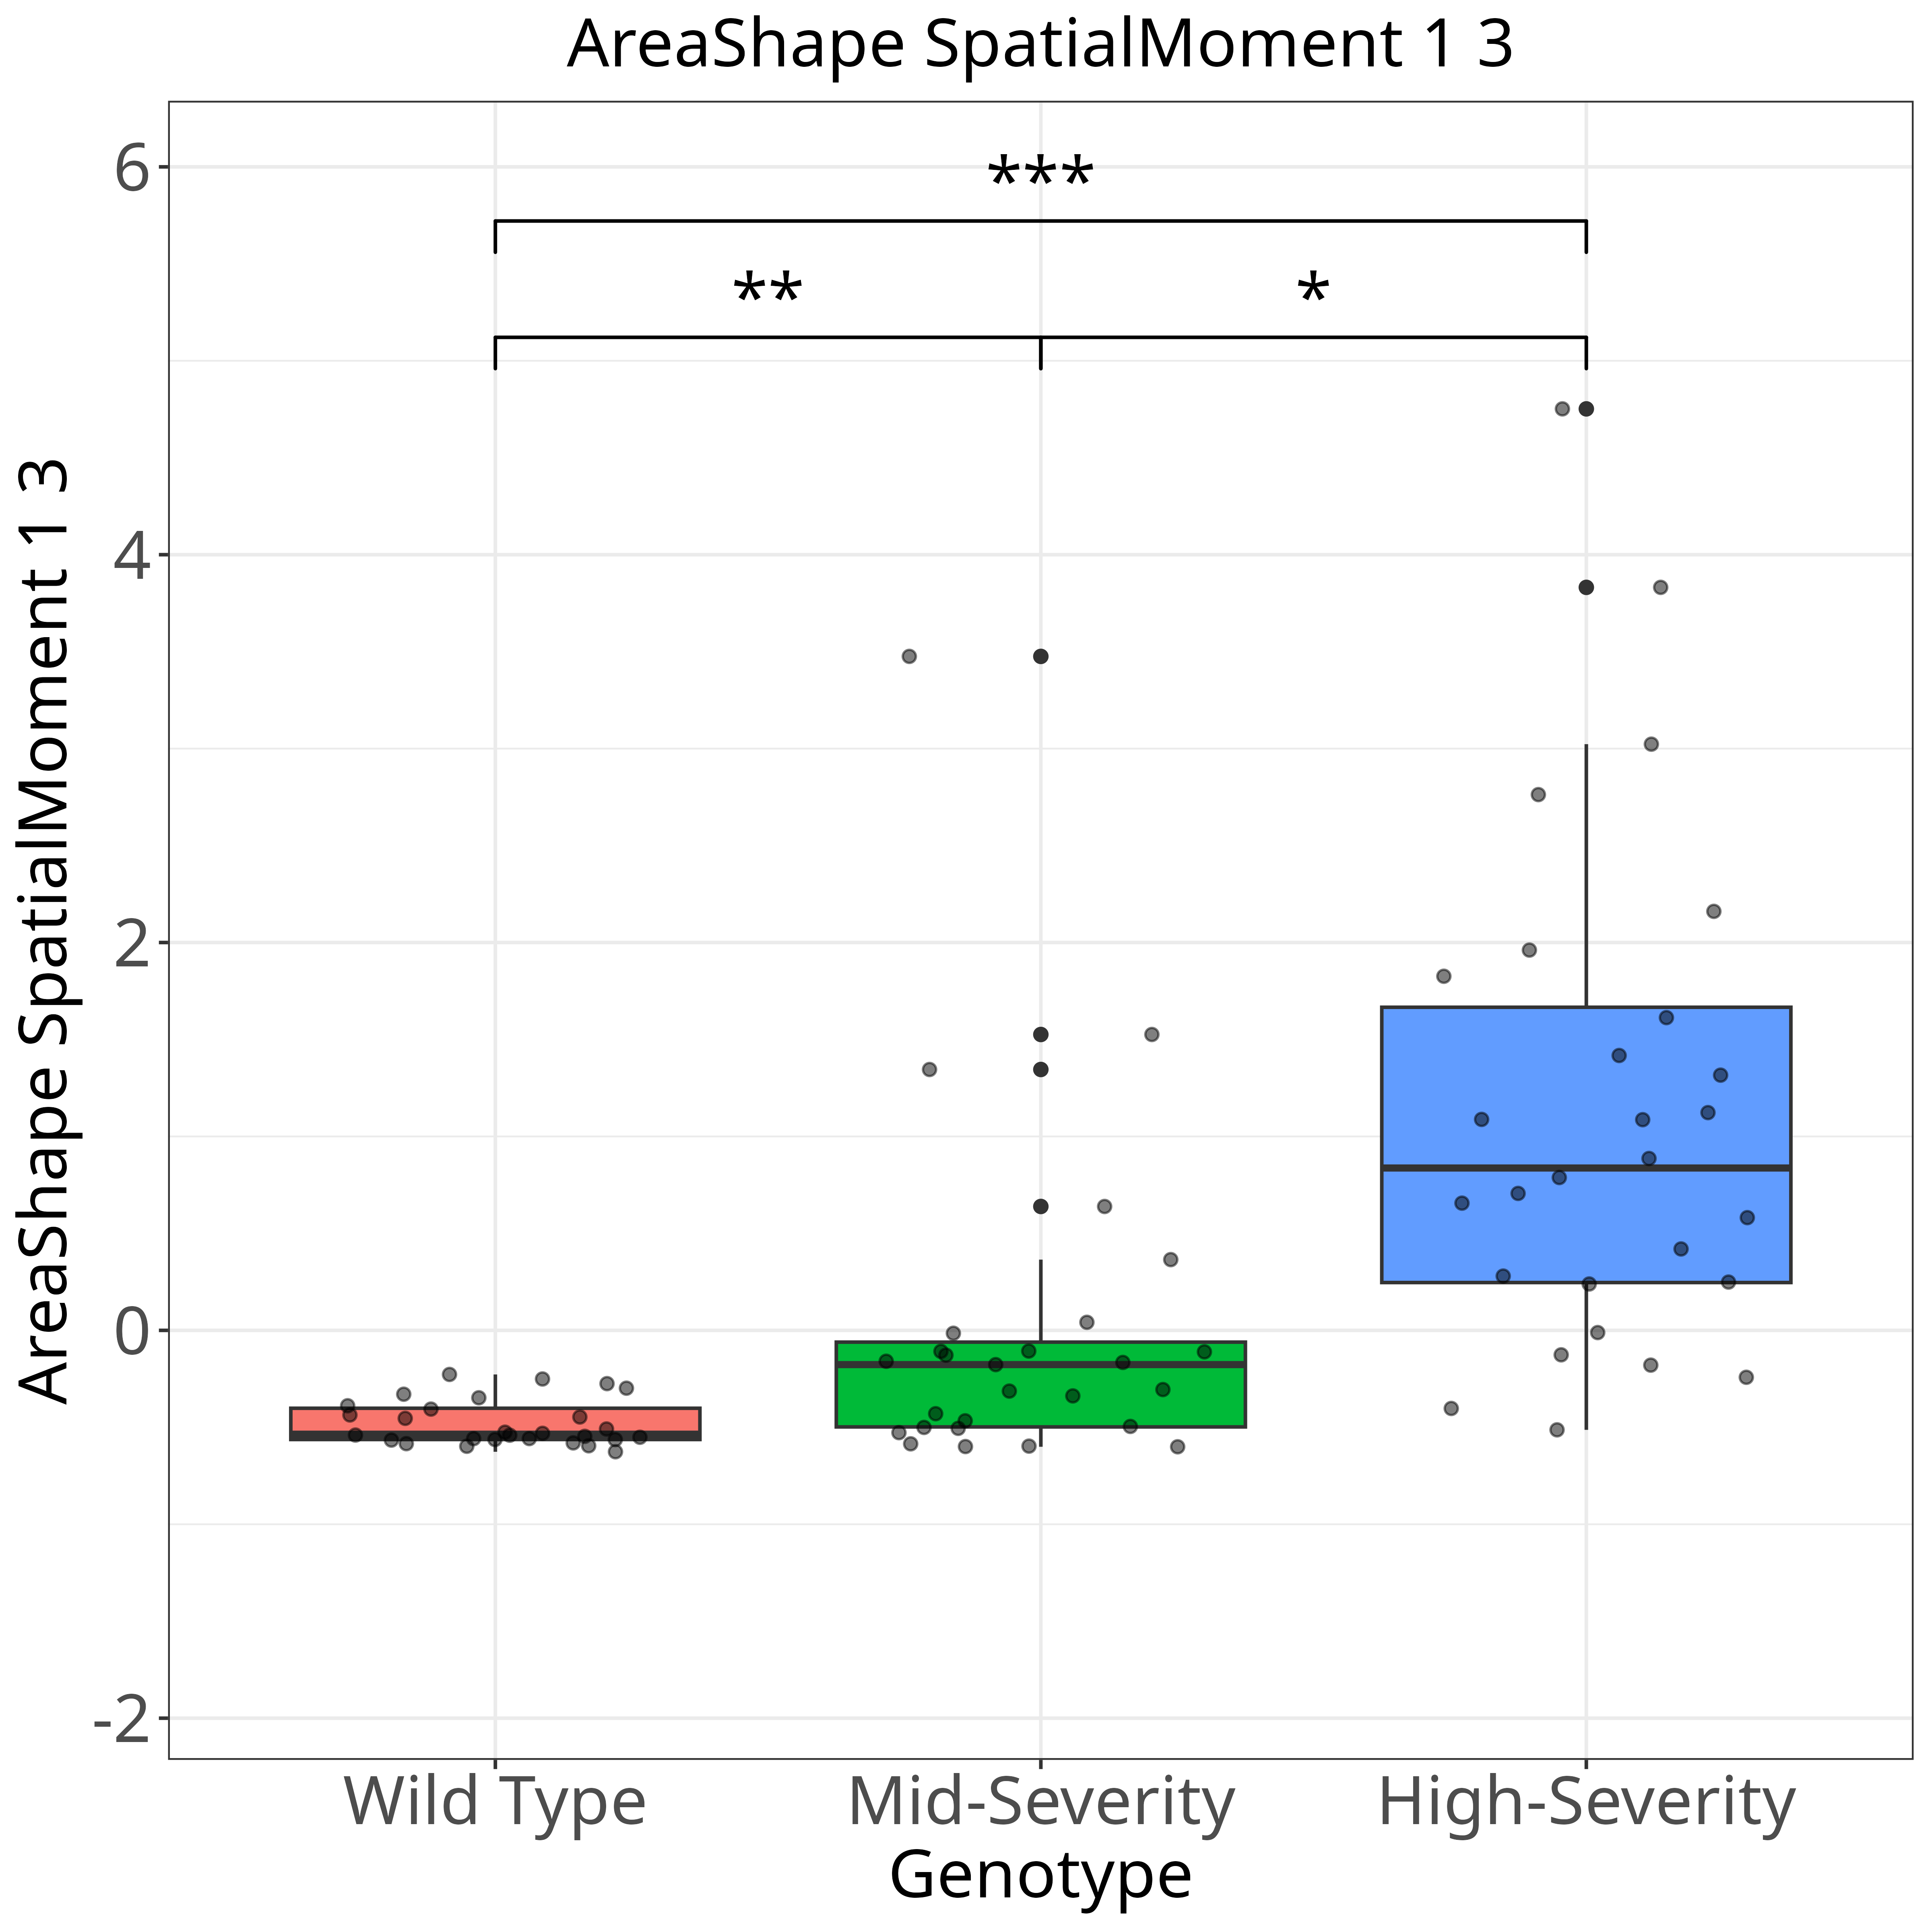 AreaShape SpatialMoment 1 3
***
**
*
AreaShape SpatialMoment 1 3
6
4
2
0
-2
Wild Type
Mid-Severity
High-Severity
Genotype